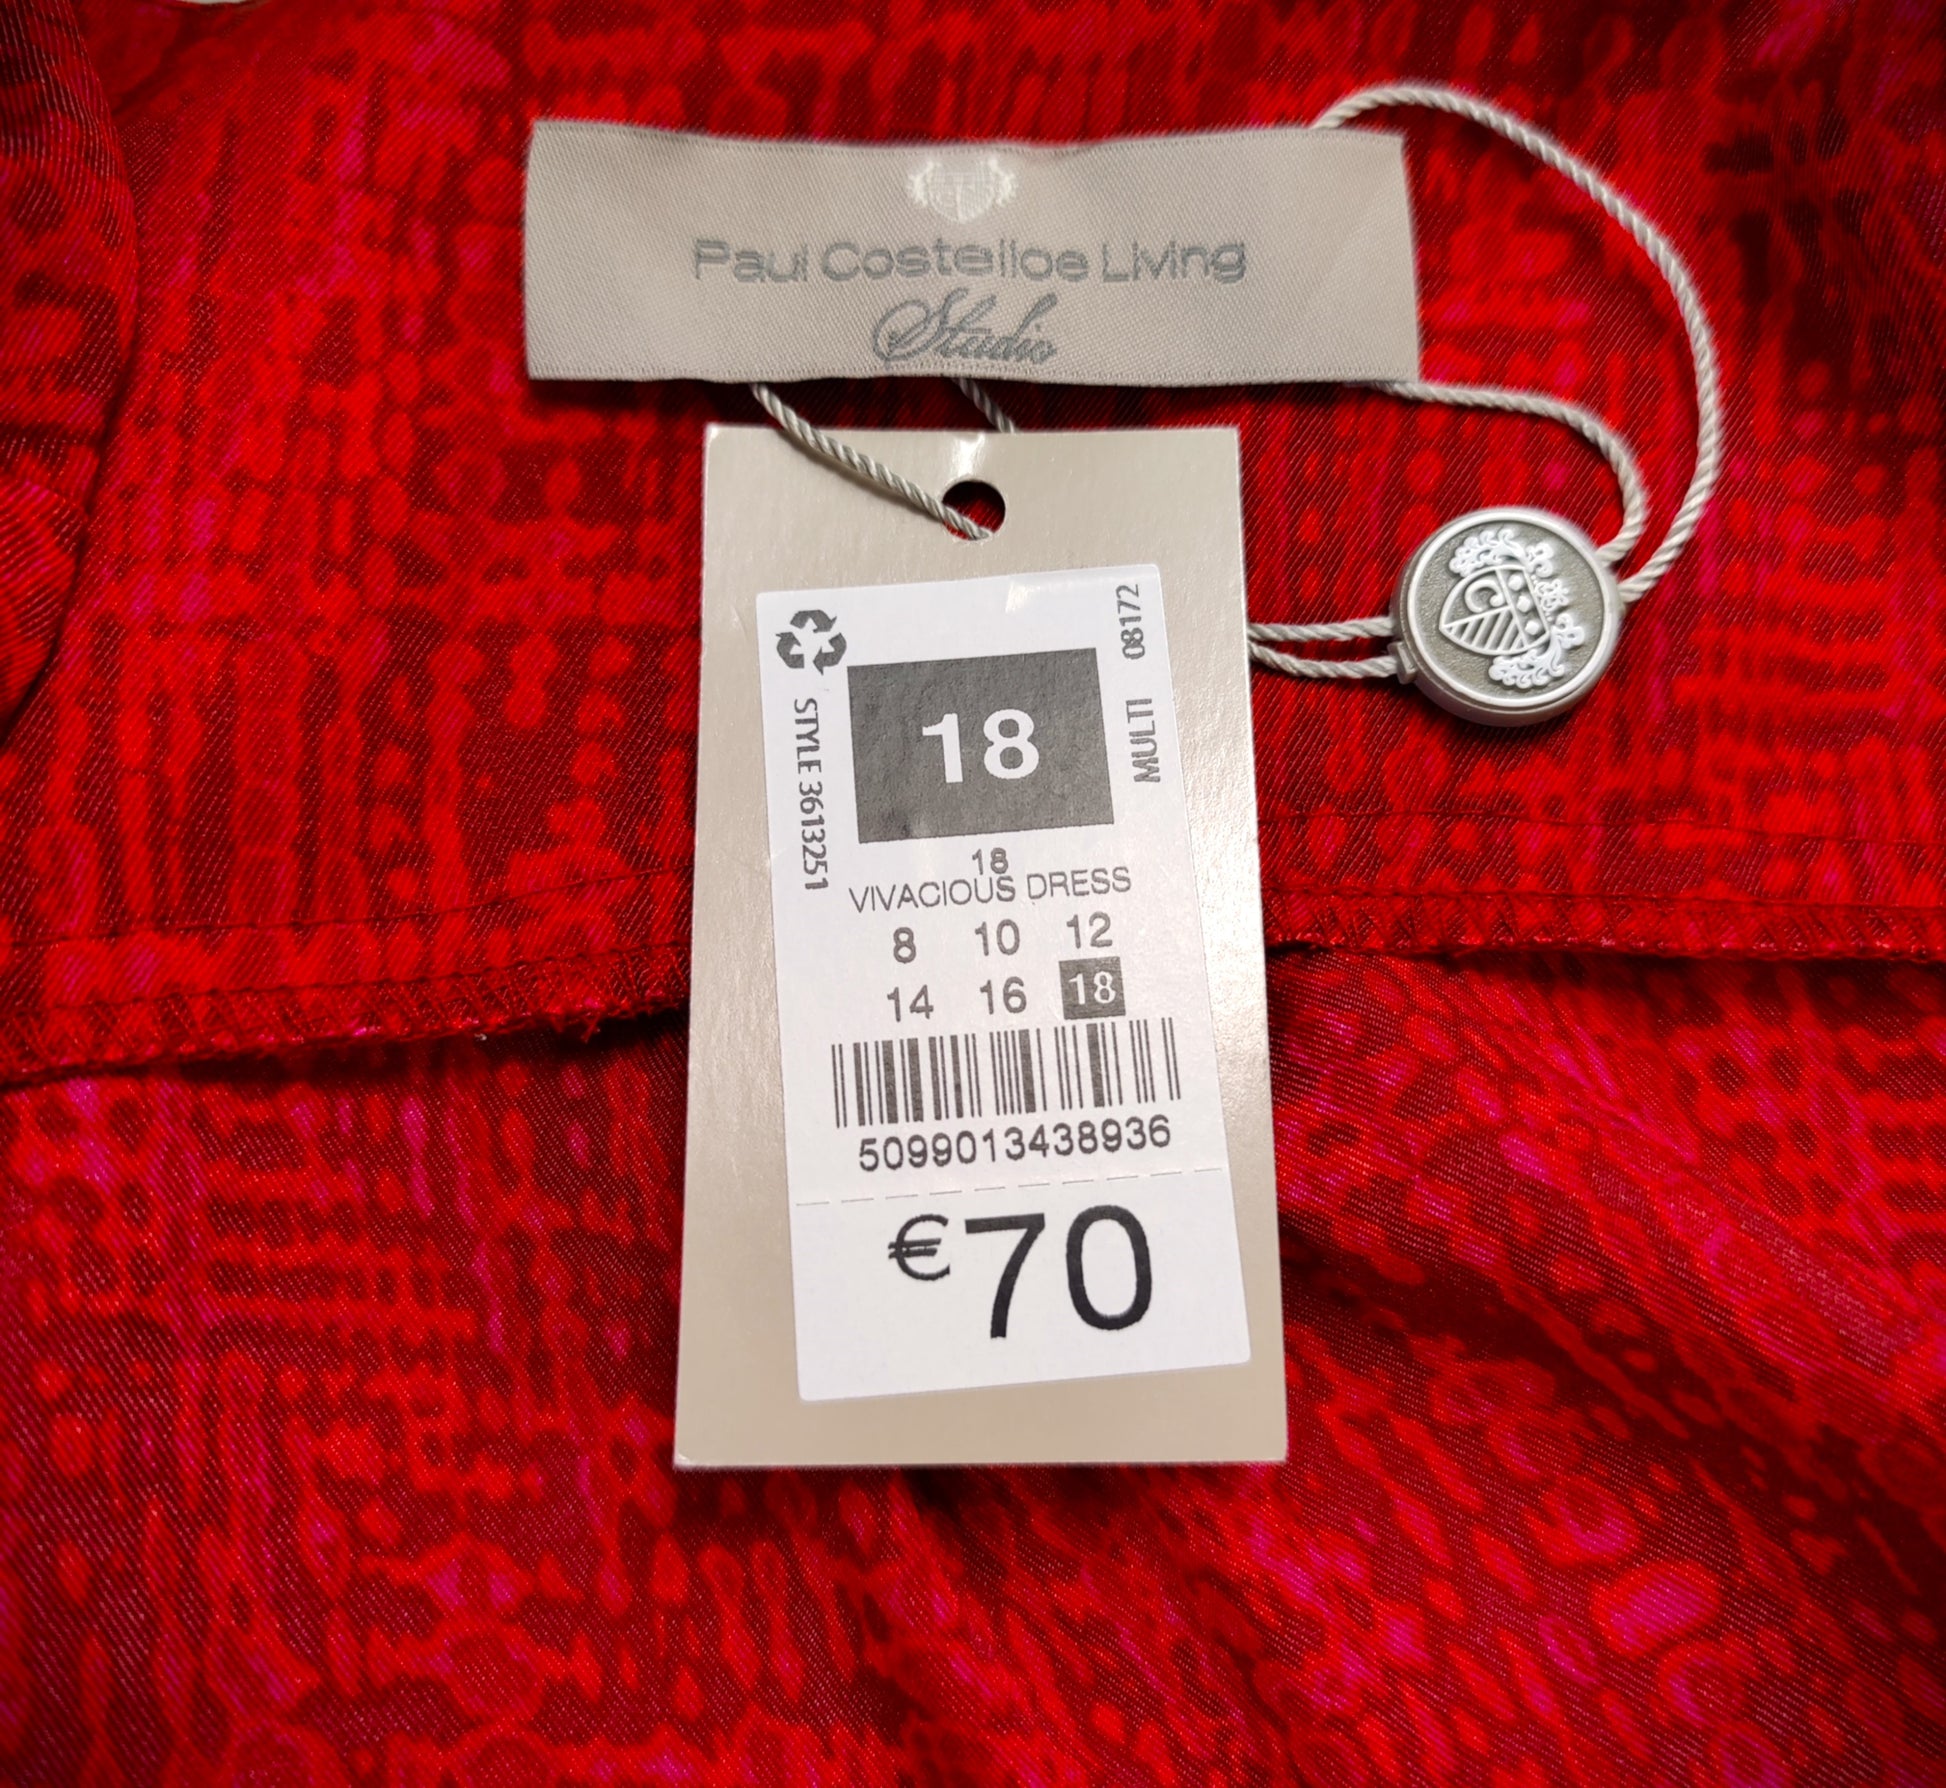 Paul Costelloe Living
Studio
STYLE 3613251
MULTI 08172
18
18
VIVACIOUS DRESS
8 10 12
14 16 18
5099013438936
€70